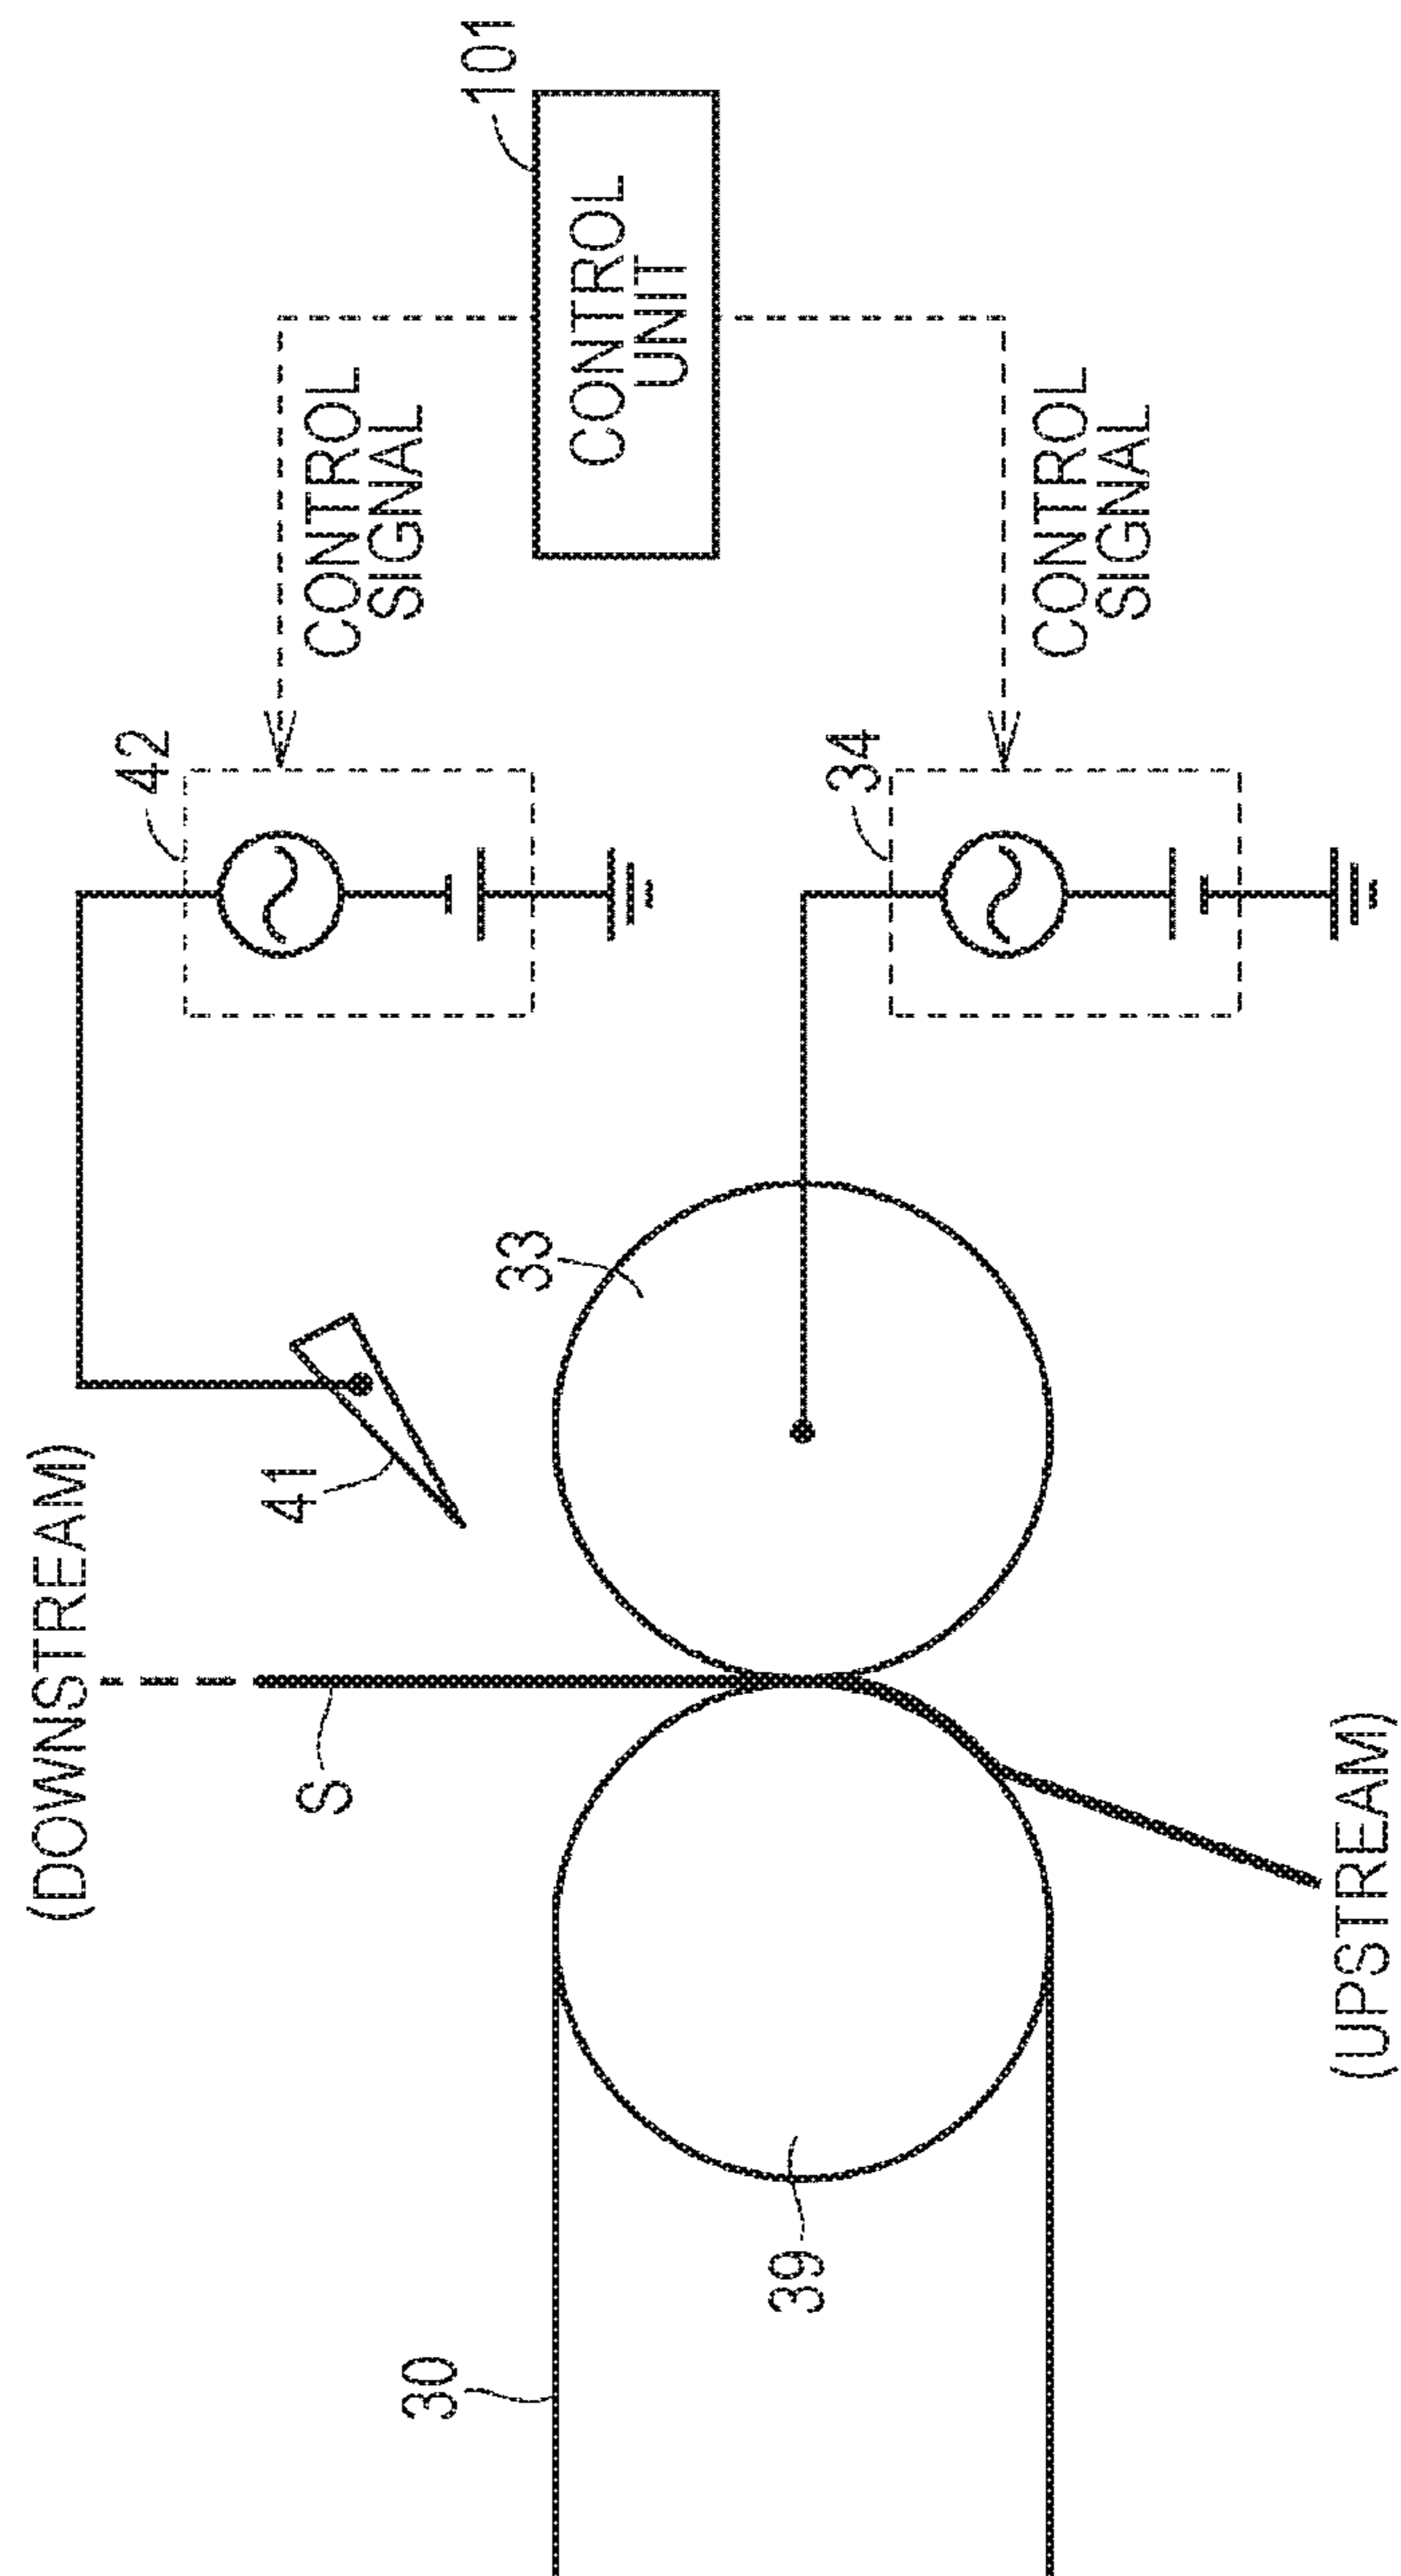 (DOWNSTREAM)
S
41
42
CONTROL
SIGNAL
101
CONTROL
UNIT
30
39
33
34
CONTROL
SIGNAL
(UPSTREAM)